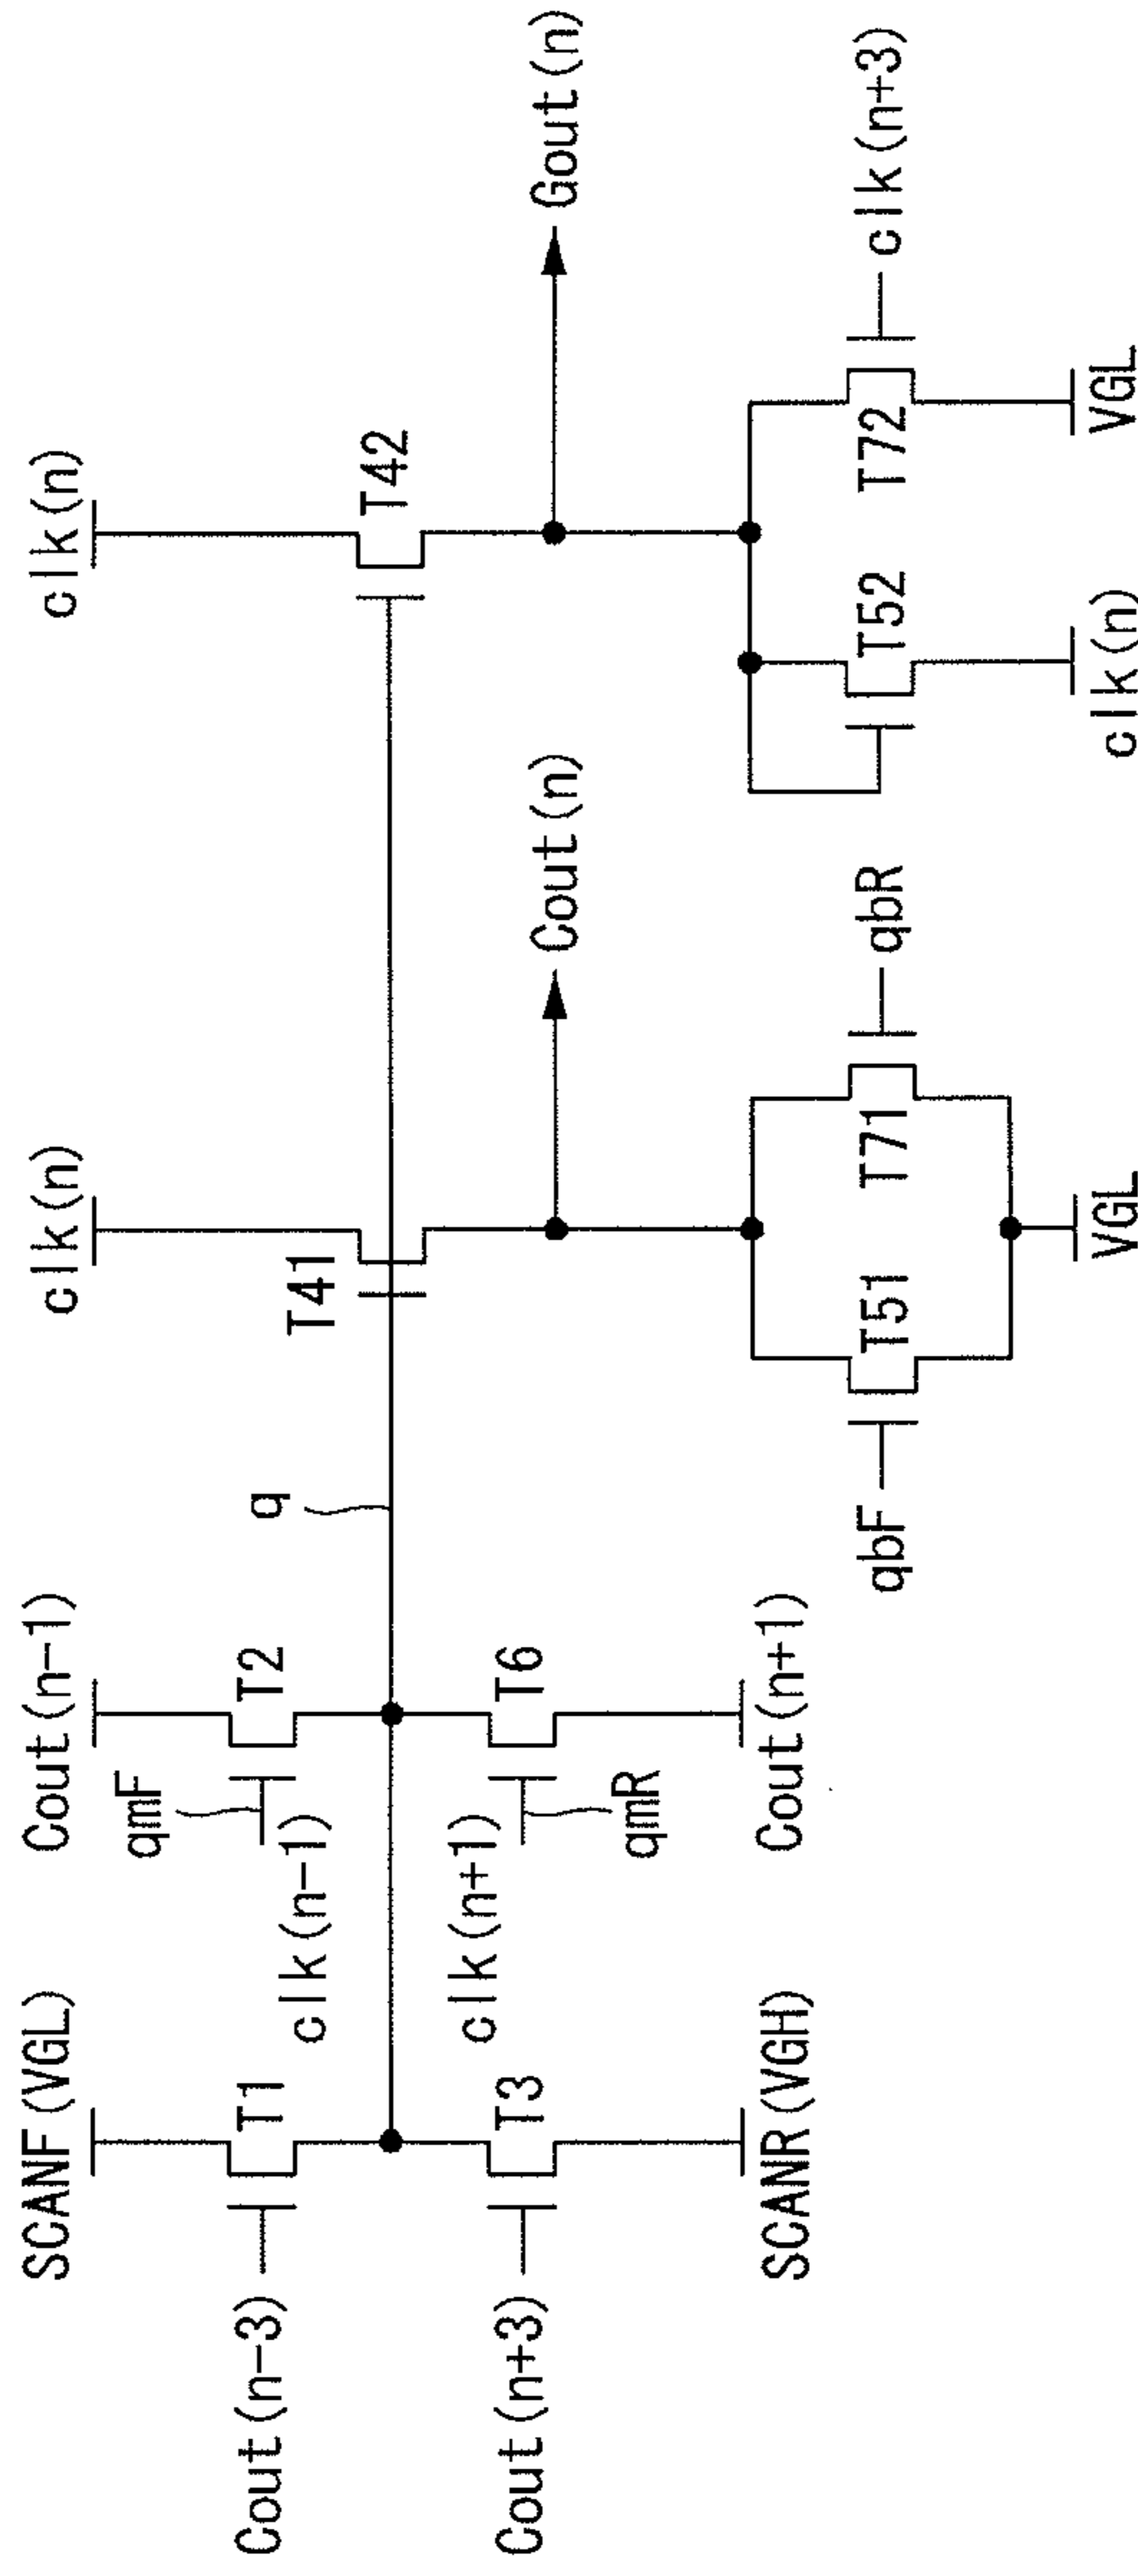 SCANF(VGL)
Cout(n-1)
clk(n)
clk(n)
Cout(n-3)
T1
qmF
T2
clk(n-1)
q
T41
T42
Cout(n+3)
T3
clk(n+1)
T6
qmR
Cout(n)
Gout(n)
SCANR(VGH)
Cout(n+1)
qbF
T51
T71
qbR
T52
T72
clk(n+3)
VGL
clk(n)
VGL